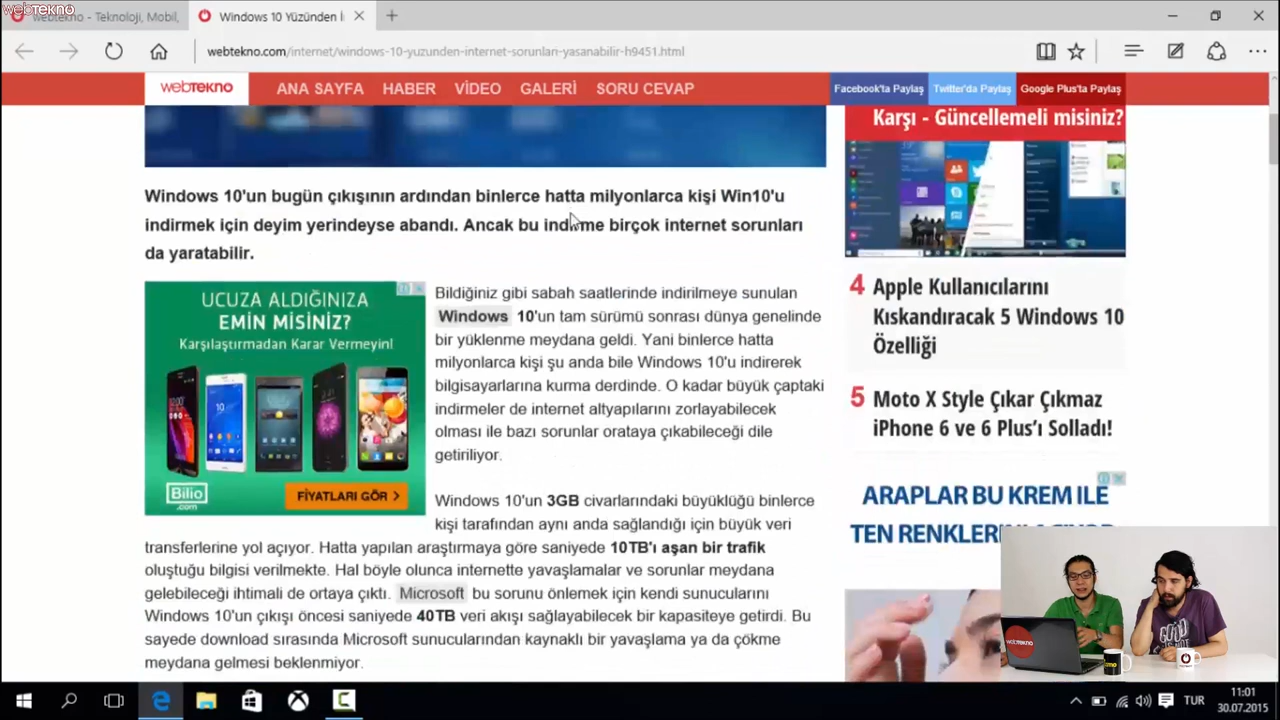 webtekno
webtekno - Teknoloji, Mobil,
Windows 10 Yüzünden İ
webtekno.com/internet/windows-10-yuzunden-internet-sorunlari-yasanabilir-h9451.html
webtekno
ANA SAYFA
HABER
VİDEO
GALERİ
SORU CEVAP
Facebook'ta Paylaş
Twitter'da Paylaş
Google Plus'ta Paylaş
Windows 10'un bugün çıkışının ardından binlerce hatta milyonlarca kişi Win10'u
indirmek için deyim yerindeyse abandı. Ancak bu indirme birçok internet sorunları
da yaratabilir.
UCUZA ALDIĞINIZA
EMİN MİSİNİZ?
Karşılaştırmadan Karar Vermeyin!
Bilio
.com
FİYATLARI GÖR >
Bildiğiniz gibi sabah saatlerinde indirilmeye sunulan
Windows 10'un tam sürümü sonrası dünya genelinde
bir yüklenme meydana geldi. Yani binlerce hatta
milyonlarca kişi şu anda bile Windows 10'u indirerek
bilgisayarlarına kurma derdinde. O kadar büyük çaptaki
indirmeler de internet altyapılarını zorlayabilecek
olması ile bazı sorunlar orataya çıkabileceği dile
getiriliyor.
Windows 10'un 3GB civarlarındaki büyüklüğü binlerce
kişi tarafından aynı anda sağlandığı için büyük veri
transferlerine yol açıyor. Hatta yapılan araştırmaya göre saniyede 10TB'ı aşan bir trafik
oluştuğu bilgisi verilmekte. Hal böyle olunca internette yavaşlamalar ve sorunlar meydana
gelebileceği ihtimali de ortaya çıktı. Microsoft bu sorunu önlemek için kendi sunucularını
Windows 10'un çıkışı öncesi saniyede 40TB veri akışı sağlayabilecek bir kapasiteye getirdi. Bu
sayede download sırasında Microsoft sunucularından kaynaklı bir yavaşlama ya da çökme
meydana gelmesi beklenmiyor.
Karşı - Güncellemeli misiniz?
4 Apple Kullanıcılarını
Kıskandıracak 5 Windows 10
Özelliği
5 Moto X Style Çıkar Çıkmaz
iPhone 6 ve 6 Plus'ı Solladı!
ARAPLAR BU KREM İLE
TEN RENKLERİNİ
webtekno
GOOD
TUR
11:01
30.07.2015